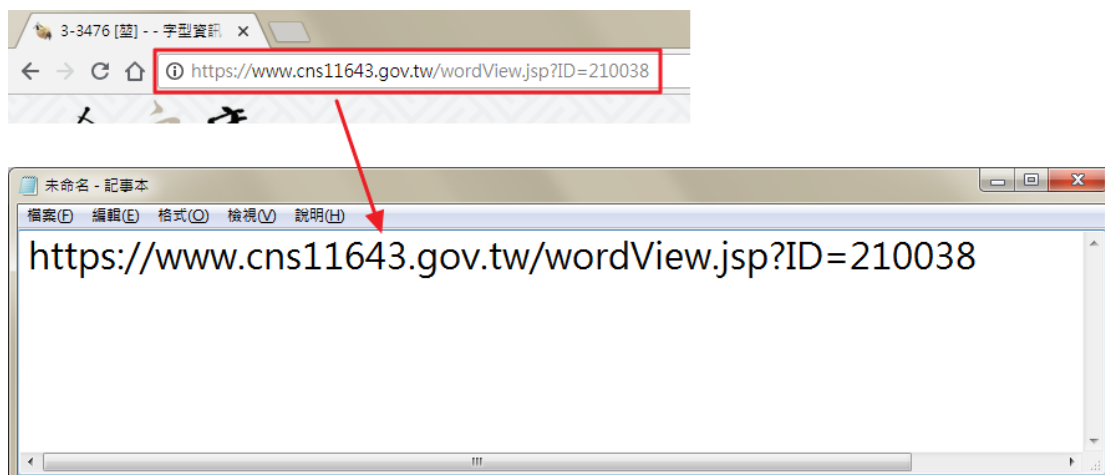 3-3476 [堃] - - 字型資訊
https://www.cns11643.gov.tw/wordView.jsp?ID=210038
未命名 - 記事本
檔案(F) 編輯(E) 格式(O) 檢視(V) 說明(H)
https://www.cns11643.gov.tw/wordView.jsp?ID=210038